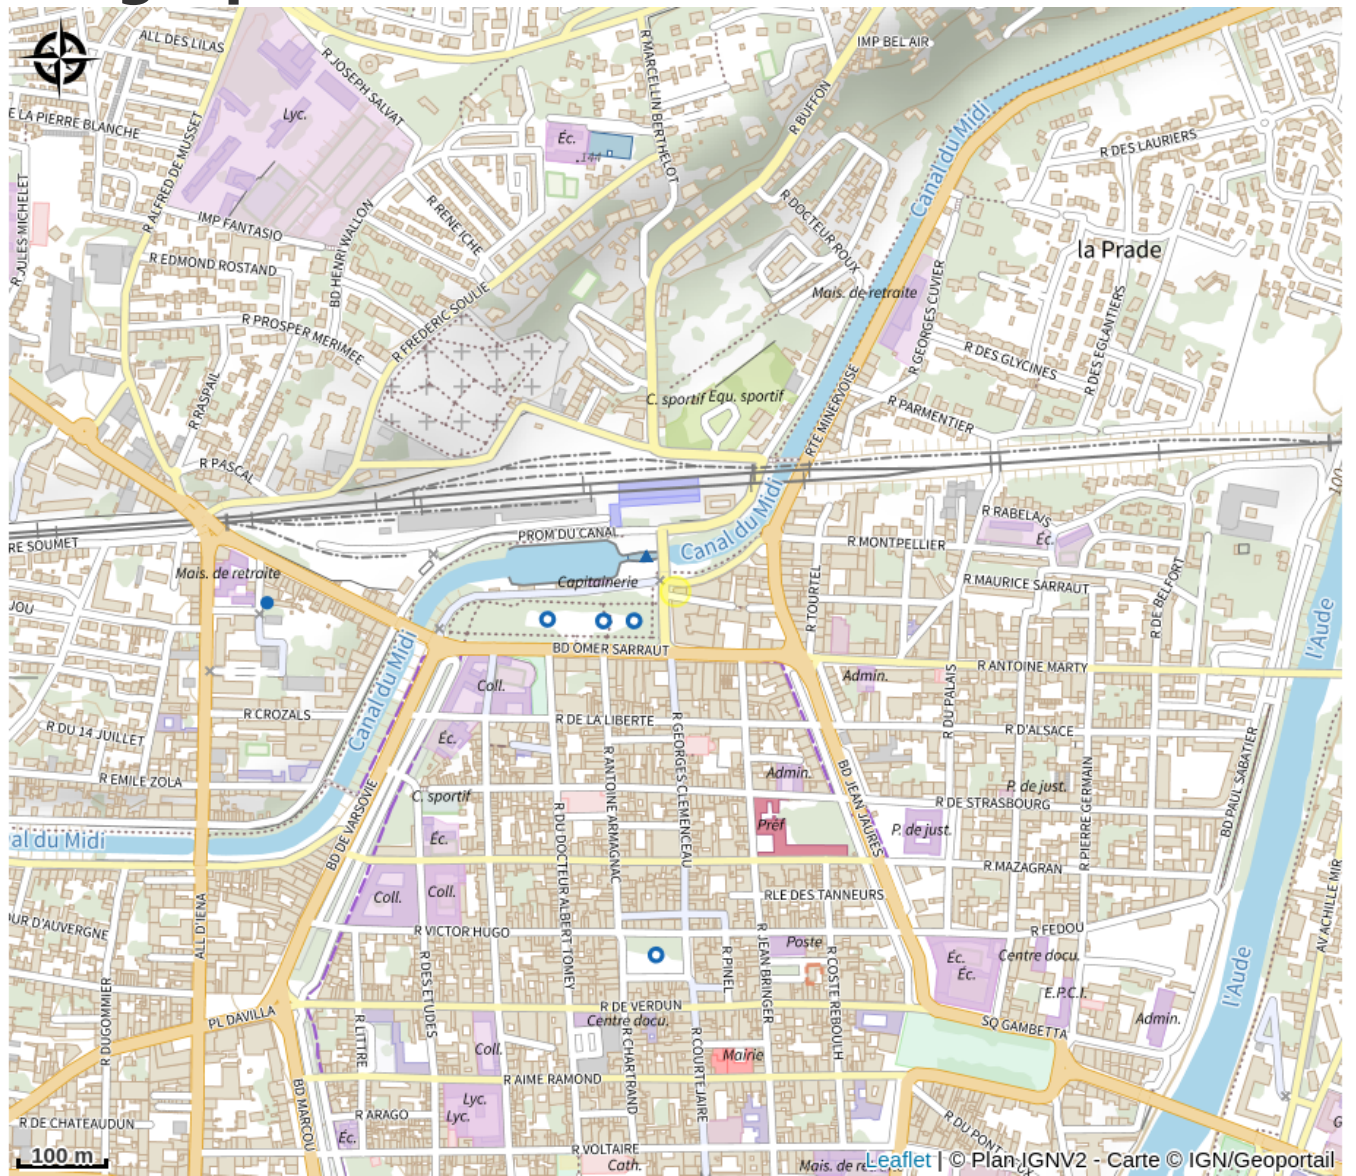 ALL DES LILAS
IMP BEL AIR
R JOSEPH SALVAT
R MARCELLIN BERTHELOT
R BUFFON
Lyc.
E LA PIERRE BLANCHE
Éc.
144
Canal du Midi
R DES LAURIERS
R ALFRED DE MUSSET
R JULES MICHELET
IMP FANTASIO
BD HENRI WALLON
R RENE ICHE
R DOCTEUR ROUX
la Prade
R EDMOND ROSTAND
Mais. de retraite
R GEORGES CUVIER
R DES EGLANTIERS
R FREDERIC SOULIE
R PROSPER MERIMEE
R DES GLYCINES
R RASPAIL
C. sportif
Equ. sportif
RTE MINERVOISE
R PARMENTIER
R PASCAL
100
R RABELAIS
Éc.
PROM DU CANAL
Canal du Midi
R MONTPELLIER
RE SOUMET
Mais. de retraite
Capitainerie
R MAURICE SARRAUT
R TOURTEL
R DE BELFORT
JOU
l'Aude
Canal du Midi
BD OMER SARRAUT
R ANTOINE MARTY
Admin.
Coll.
R DU PALAIS
R CROZALS
R DE LA LIBERTE
R GEORGES CLEMENCEAU
R D'ALSACE
R DU 14 JUILLET
Éc.
R ANTOINE ARMAGNAC
Admin.
BD JEAN JAURES
BD PAUL SABATIER
R EMILE ZOLA
BD DE VARSOVIE
C. sportif
R DU DOCTEUR ALBERT TOMEY
P. de just.
R DE STRASBOURG
R PIERRE GERMAIN
Préf
P. de just.
al du Midi
Éc.
R MAZAGRAN
Coll.
Coll.
RLE DES TANNEURS
AV ACHILLE MIR
OUR D'AUVERGNE
ALL D'IENA
R VICTOR HUGO
R FEDOU
Poste
R DES ETUDES
R PINEL
R JEAN BRINGER
R COSTE REBOULH
Éc.
Éc.
Centre docu.
l'Aude
E.P.C.I.
R DUGOMMIER
PL DAVILLA
R DE VERDUN
Centre docu.
SQ GAMBETTA
Admin.
R LITTRE
Coll.
R CHARTRAND
R COURTEJAIRE
Mairie
R AIME RAMOND
BD MARCOU
Lyc.
Lyc.
R ARAGO
R DE CHATEAUDUN
Éc.
R VOLTAIRE
Cath.
100 m
Leaflet | © Plan IGNV2 - Carte © IGN/Geoportail